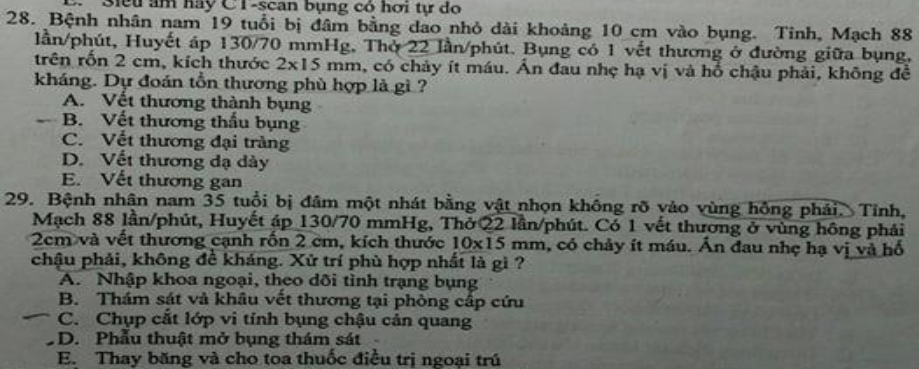 E. Siêu âm hay CT-scan bụng có hơi tự do
28. Bệnh nhân nam 19 tuổi bị đâm bằng dao nhỏ dài khoảng 10 cm vào bụng. Tỉnh, Mạch 88
lần/phút, Huyết áp 130/70 mmHg, Thở 22 lần/phút. Bụng có 1 vết thương ở đường giữa bụng,
trên rốn 2 cm, kích thước 2x15 mm, có chảy ít máu. Ấn đau nhẹ hạ vị và hố chậu phải, không đề
kháng. Dự đoán tổn thương phù hợp là gì ?
A. Vết thương thành bụng
B. Vết thương thấu bụng
C. Vết thương đại tràng
D. Vết thương dạ dày
E. Vết thương gan
29. Bệnh nhân nam 35 tuổi bị đâm một nhát bằng vật nhọn không rõ vào vùng hông phải. Tỉnh,
Mạch 88 lần/phút, Huyết áp 130/70 mmHg, Thở 22 lần/phút. Có 1 vết thương ở vùng hông phải
2cm và vết thương cạnh rốn 2 cm, kích thước 10x15 mm, có chảy ít máu. Ấn đau nhẹ hạ vị và hố
chậu phải, không đề kháng. Xử trí phù hợp nhất là gì ?
A. Nhập khoa ngoại, theo dõi tình trạng bụng
B. Thám sát và khâu vết thương tại phòng cấp cứu
C. Chụp cắt lớp vi tính bụng chậu cản quang
D. Phẫu thuật mở bụng thám sát
E. Thay băng và cho toa thuốc điều trị ngoại trú